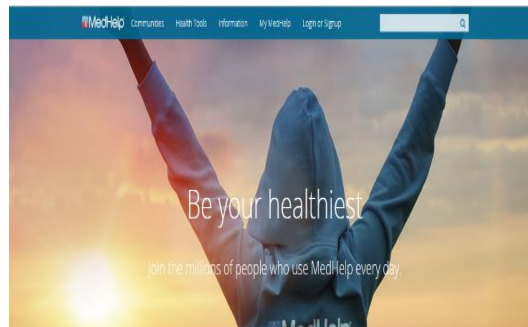 MedHelp Communities Health Tools Information My MedHelp Login or Signup
Be your healthiest
Join the millions of people who use MedHelp every day.
MedHelp